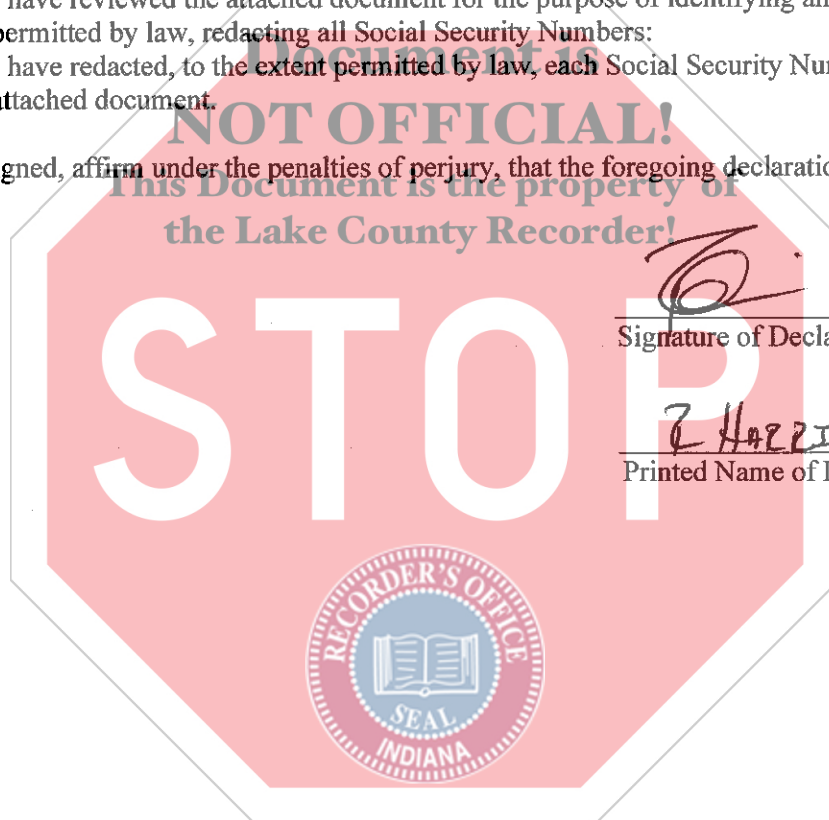 have reviewed the attached document for the purpose of identifying an
permitted by law, redacting all Social Security Numbers:
Document is
have redacted, to the extent permitted by law, each Social Security Nu
attached document.
NOT OFFICIAL!
gned, affirm under the penalties of perjury, that the foregoing declaratio
This Document is the property of
the Lake County Recorder!
STOP
Signature of Decla
Printed Name of
RECORDER'S OFFICE
SEAL
INDIANA